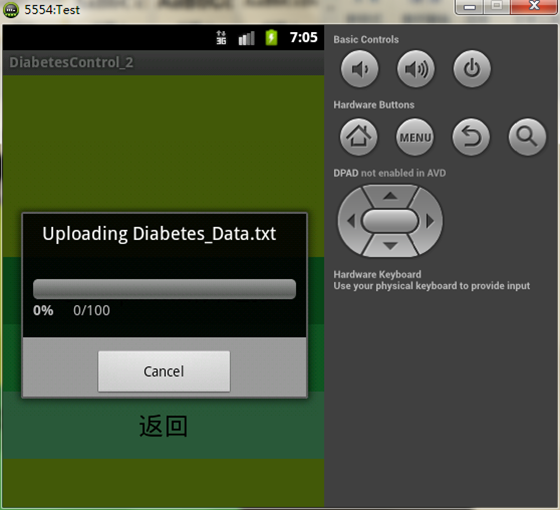 5554:Test
3G
7:05
DiabetesControl_2
Uploading Diabetes_Data.txt
0% 0/100
Cancel
返回
Basic Controls
Hardware Buttons
MENU
DPAD not enabled in AVD
Hardware Keyboard
Use your physical keyboard to provide input